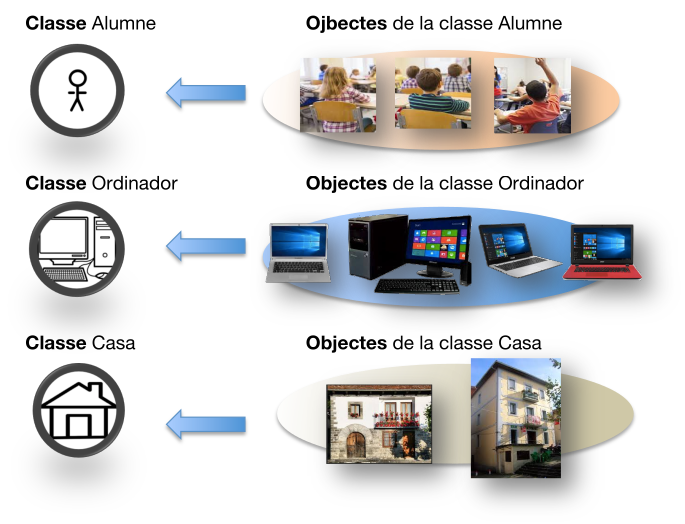 Classe Alumne
Ojbectes de la classe Alumne
Classe Ordinador
Objectes de la classe Ordinador
Classe Casa
Objectes de la classe Casa